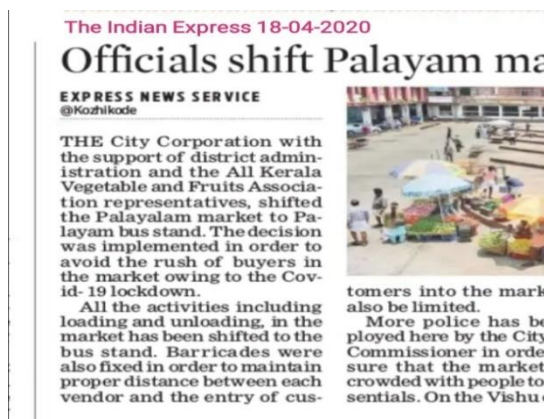 The Indian Express 18-04-2020
Officials shift Palayam ma
EXPRESS NEWS SERVICE
@Kozhikode
THE City Corporation with
the support of district admin-
istration and the All Kerala
Vegetable and Fruits Associa-
tion representatives, shifted
the Palayalam market to Pa-
layam bus stand. The decision
was implemented in order to
avoid the rush of buyers in
the market owing to the Cov-
id- 19 lockdown.
All the activities including
loading and unloading, in the
market has been shifted to the
bus stand. Barricades were
also fixed in order to maintain
proper distance between each
vendor and the entry of cus-
tomers into the mark
also be limited.
More police has be
ployed here by the City
Commissioner in orde
sure that the market
crowded with people to
sentials. On the Vishu